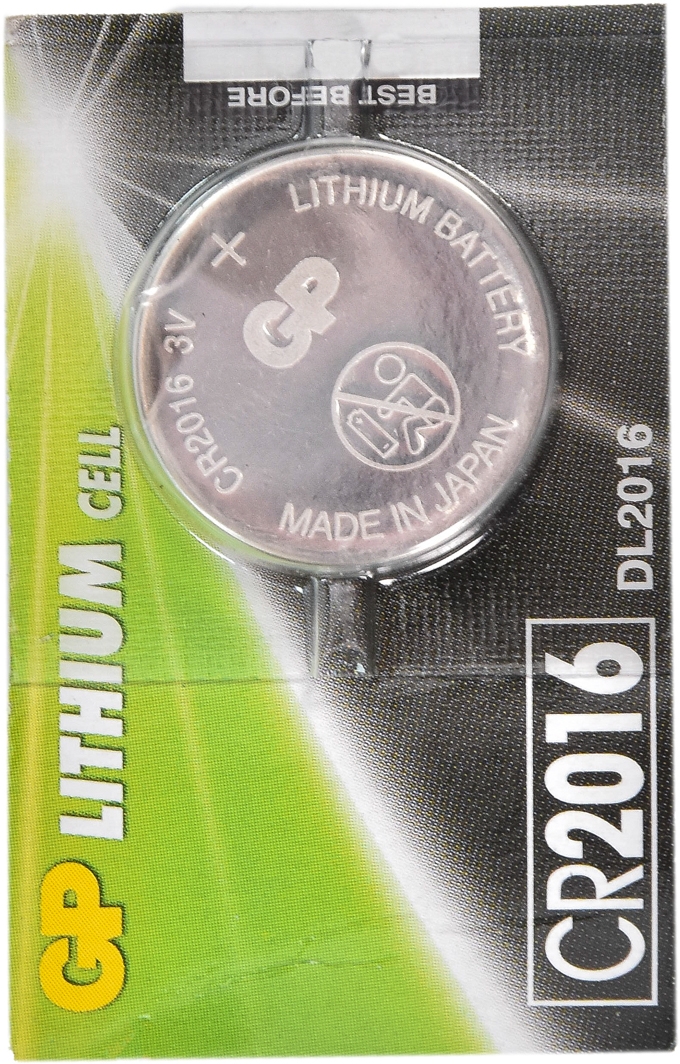 BEST BEFORE
LITHIUM BATTERY
+
GP
CR2016 3V
MADE IN JAPAN
GP LITHIUM CELL
DL2016
CR2016